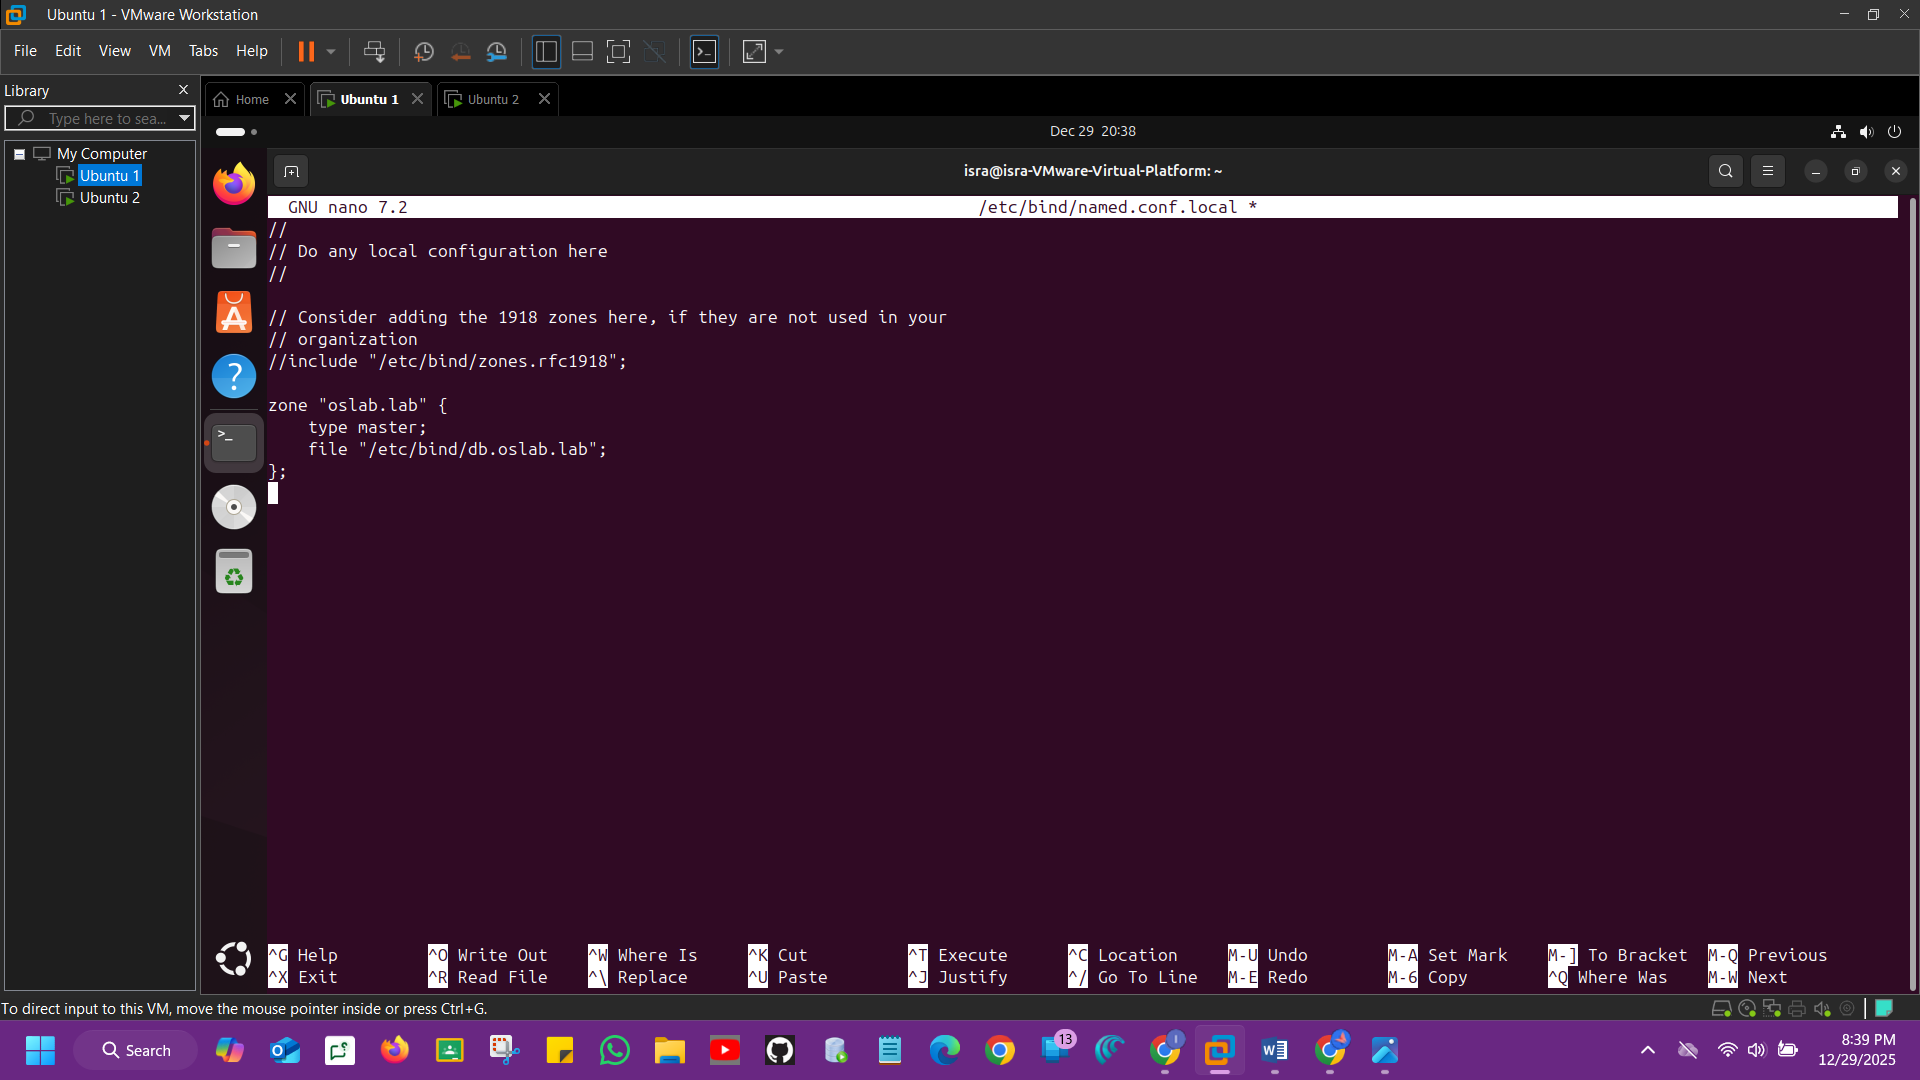 Ubuntu 1 - VMware Workstation
File Edit View VM Tabs Help
Library
Type here to sea...
My Computer
Ubuntu 1
Ubuntu 2
Home Ubuntu 1 Ubuntu 2
Dec 29 20:38
isra@isra-VMware-Virtual-Platform: ~
GNU nano 7.2 /etc/bind/named.conf.local *
//
// Do any local configuration here
//
// Consider adding the 1918 zones here, if they are not used in your
// organization
//include "/etc/bind/zones.rfc1918";
zone "oslab.lab" {
    type master;
    file "/etc/bind/db.oslab.lab";
};
^G Help ^O Write Out ^W Where Is ^K Cut ^T Execute ^C Location M-U Undo M-A Set Mark M-] To Bracket M-Q Previous
^X Exit ^R Read File ^\ Replace ^U Paste ^J Justify ^/ Go To Line M-E Redo M-6 Copy ^Q Where Was M-W Next
To direct input to this VM, move the mouse pointer inside or press Ctrl+G.
Search
13
8:39 PM
12/29/2025